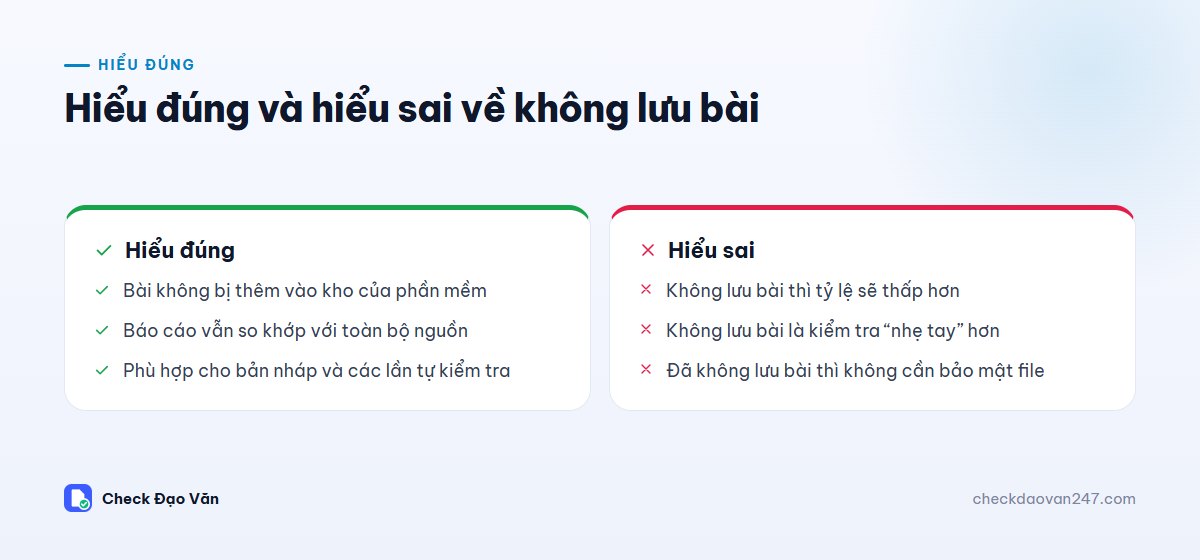 HIỂU ĐÚNG
Hiểu đúng và hiểu sai về không lưu bài
Hiểu đúng
Bài không bị thêm vào kho của phần mềm
Báo cáo vẫn so khớp với toàn bộ nguồn
Phù hợp cho bản nháp và các lần tự kiểm tra
Hiểu sai
Không lưu bài thì tỷ lệ sẽ thấp hơn
Không lưu bài là kiểm tra “nhẹ tay” hơn
Đã không lưu bài thì không cần bảo mật file
Check Đạo Văn
checkdaovan247.com